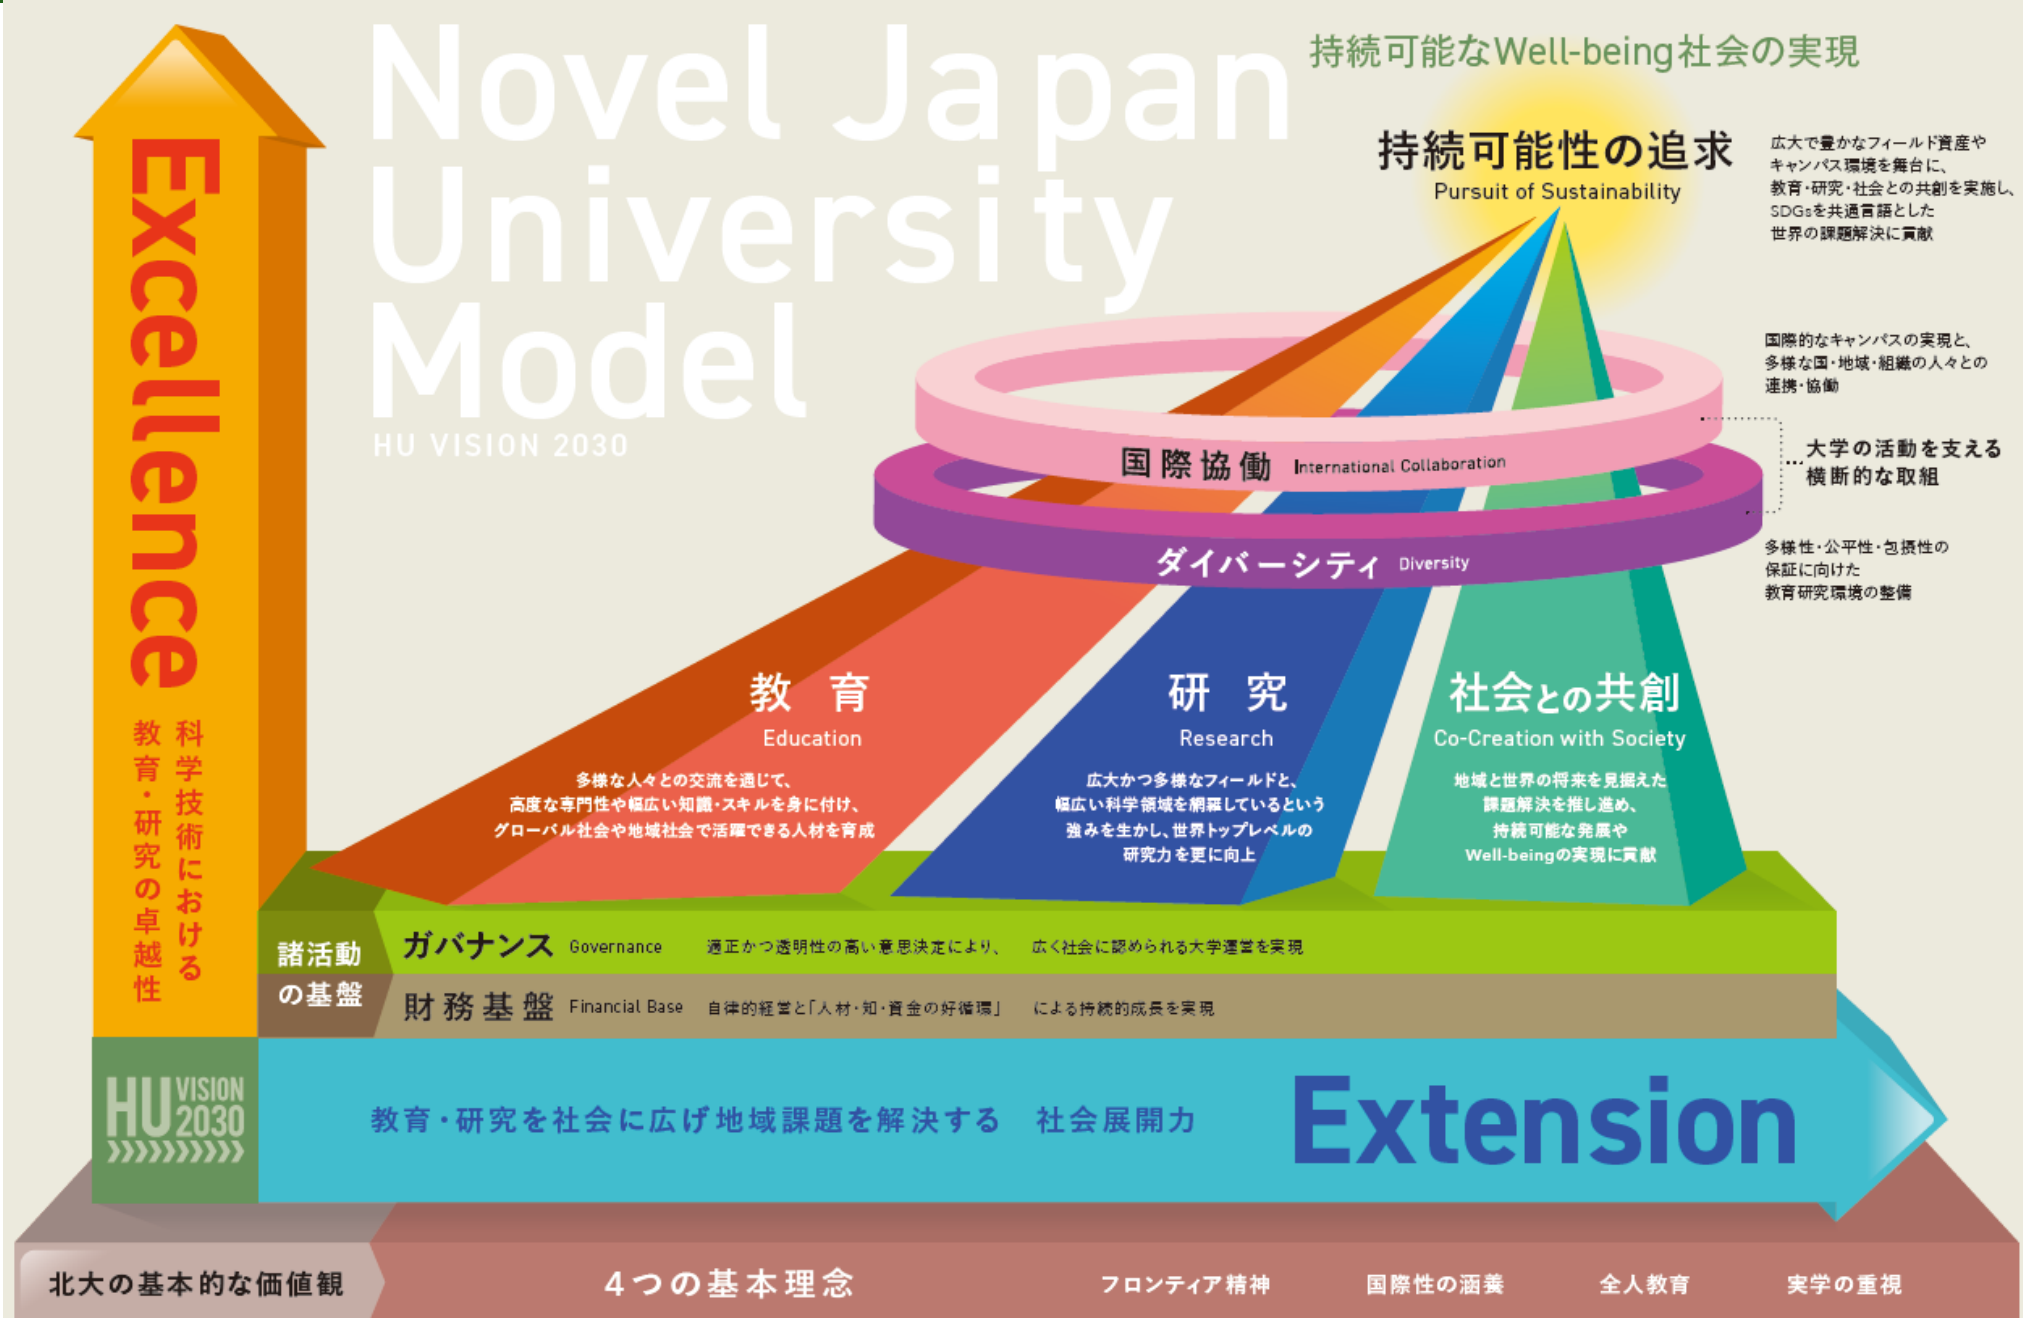 Novel Japan
University
Model
HU VISION 2030
持続可能なWell-being社会の実現
持続可能性の追求
Pursuit of Sustainability
広大で豊かなフィールド資産や
キャンパス環境を舞台に、
教育・研究・社会との共創を実施し、
SDGsを共通言語とした
世界の課題解決に貢献
国際的なキャンパスの実現と、
多様な国・地域・組織の人々との
連携・協働
大学の活動を支える
横断的な取組
多様性・公平性・包摂性の
保証に向けた
教育研究環境の整備
国際協働 International Collaboration
ダイバーシティ Diversity
Excellence
科学技術における
教育・研究の卓越性
教育
Education
多様な人々との交流を通じて、
高度な専門性や幅広い知識・スキルを身に付け、
グローバル社会や地域社会で活躍できる人材を育成
研究
Research
広大かつ多様なフィールドと、
幅広い科学領域を網羅しているという
強みを生かし、世界トップレベルの
研究力を更に向上
社会との共創
Co-Creation with Society
地域と世界の将来を見据えた
課題解決を推し進め、
持続可能な発展や
Well-beingの実現に貢献
諸活動
の基盤
ガバナンス Governance 適正かつ透明性の高い意思決定により、 広く社会に認められる大学運営を実現
財務基盤 Financial Base 自律的経営と「人材・知・資金の好循環」 による持続的成長を実現
HU VISION 2030
教育・研究を社会に広げ地域課題を解決する 社会展開力 Extension
北大の基本的な価値観 4つの基本理念 フロンティア精神 国際性の涵養 全人教育 実学の重視